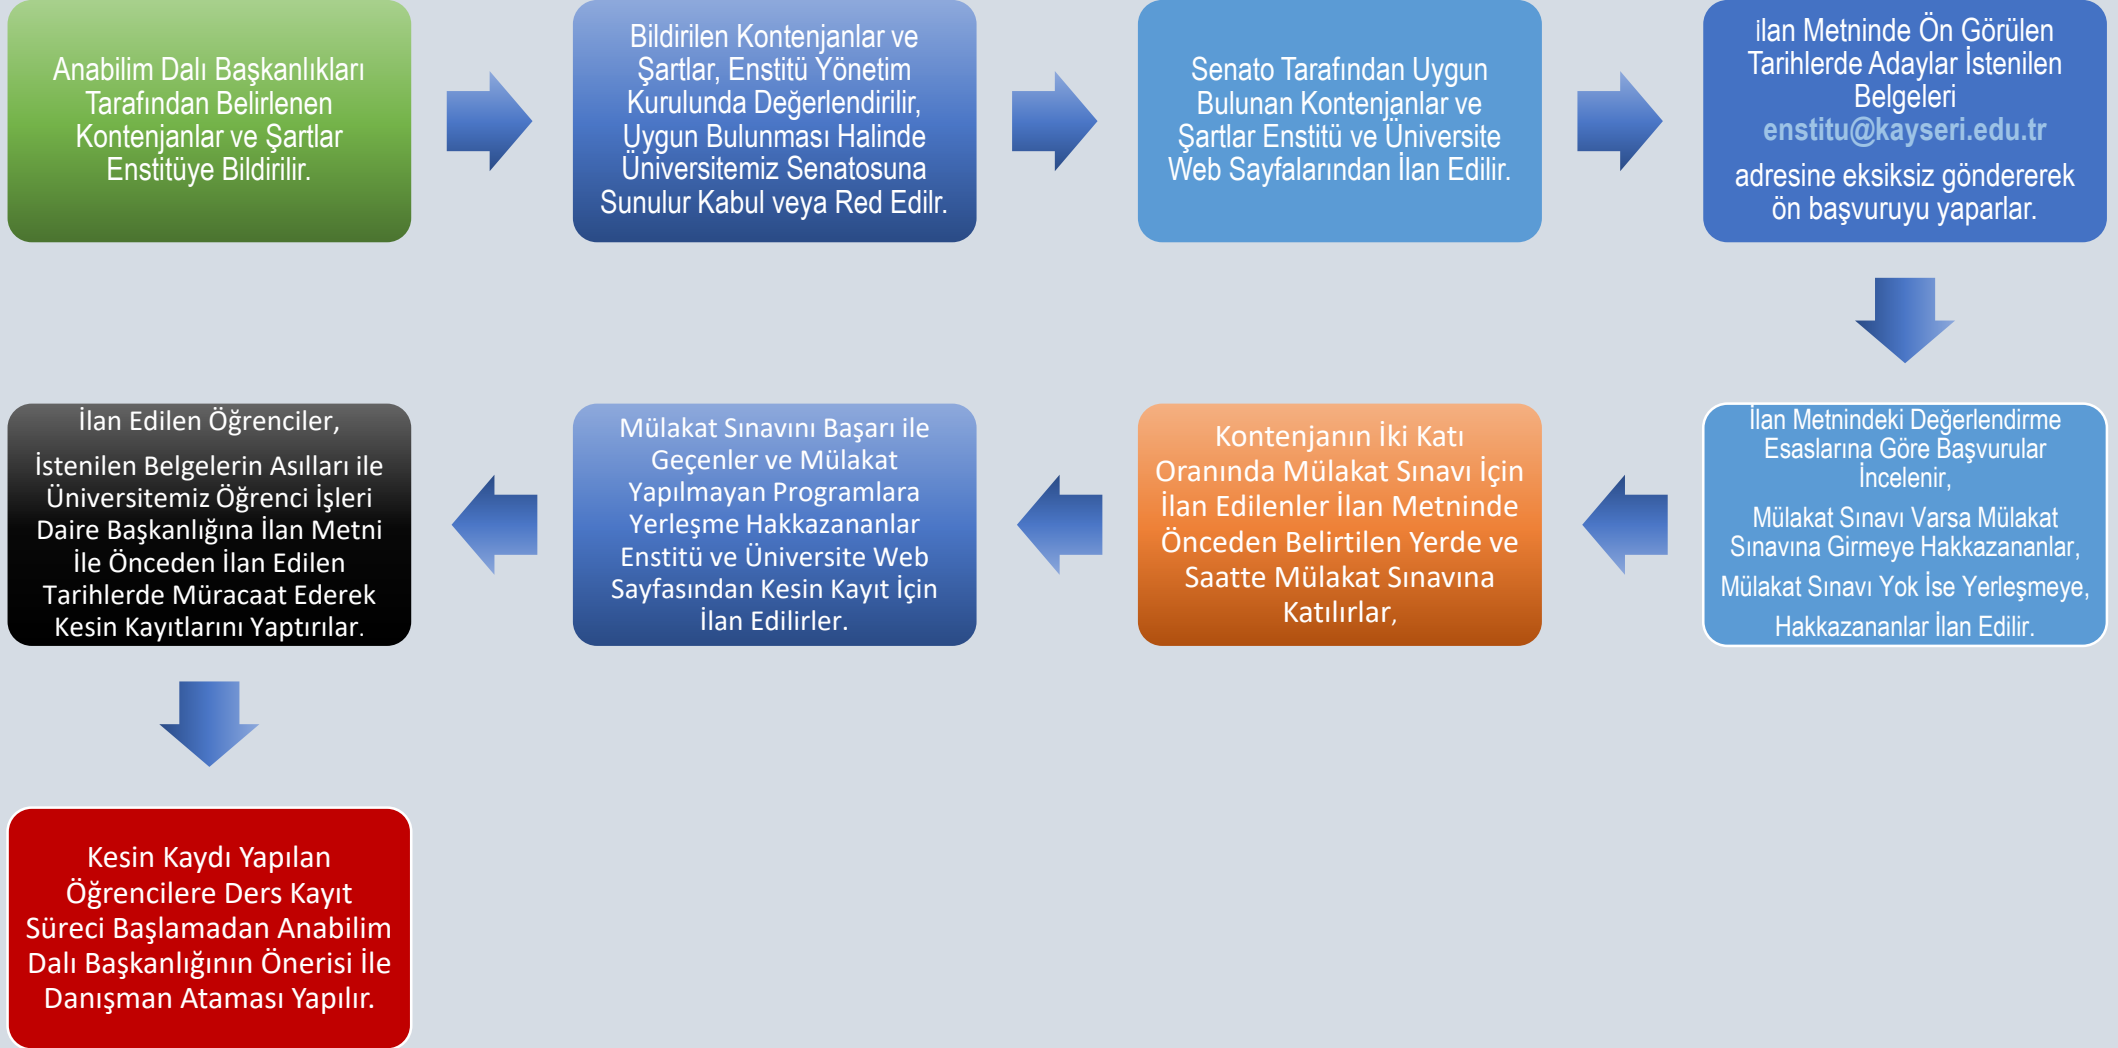 Anabilim Dalı Başkanlıkları
Tarafından Belirlenen
Kontenjanlar ve Şartlar
Enstitüye Bildirilir.
Bildirilen Kontenjanlar ve
Şartlar, Enstitü Yönetim
Kurulunda Değerlendirilir,
Uygun Bulunması Halinde
Üniversitemiz Senatosuna
Sunulur Kabul veya Red Edilr.
Senato Tarafından Uygun
Bulunan Kontenjanlar ve
Şartlar Enstitü ve Üniversite
Web Sayfalarından İlan Edilir.
ilan Metninde Ön Görülen
Tarihlerde Adaylar İstenilen
Belgeleri
enstitu@kayseri.edu.tr
adresine eksiksiz göndererek
ön başvuruyu yaparlar.
İlan Metnindeki Değerlendirme
Esaslarına Göre Başvurular
İncelenir,
Mülakat Sınavı Varsa Mülakat
Sınavına Girmeye Hakkazananlar,
Mülakat Sınavı Yok İse Yerleşmeye,
Hakkazananlar İlan Edilir.
Kontenjanın İki Katı
Oranında Mülakat Sınavı İçin
İlan Edilenler İlan Metninde
Önceden Belirtilen Yerde ve
Saatte Mülakat Sınavına
Katılırlar,
Mülakat Sınavını Başarı ile
Geçenler ve Mülakat
Yapılmayan Programlara
Yerleşme Hakkazananlar
Enstitü ve Üniversite Web
Sayfasından Kesin Kayıt İçin
İlan Edilirler.
İlan Edilen Öğrenciler,
İstenilen Belgelerin Asılları ile
Üniversitemiz Öğrenci İşleri
Daire Başkanlığına İlan Metni
İle Önceden İlan Edilen
Tarihlerde Müracaat Ederek
Kesin Kayıtlarını Yaptırılar.
Kesin Kaydı Yapılan
Öğrencilere Ders Kayıt
Süreci Başlamadan Anabilim
Dalı Başkanlığının Önerisi İle
Danışman Ataması Yapılır.